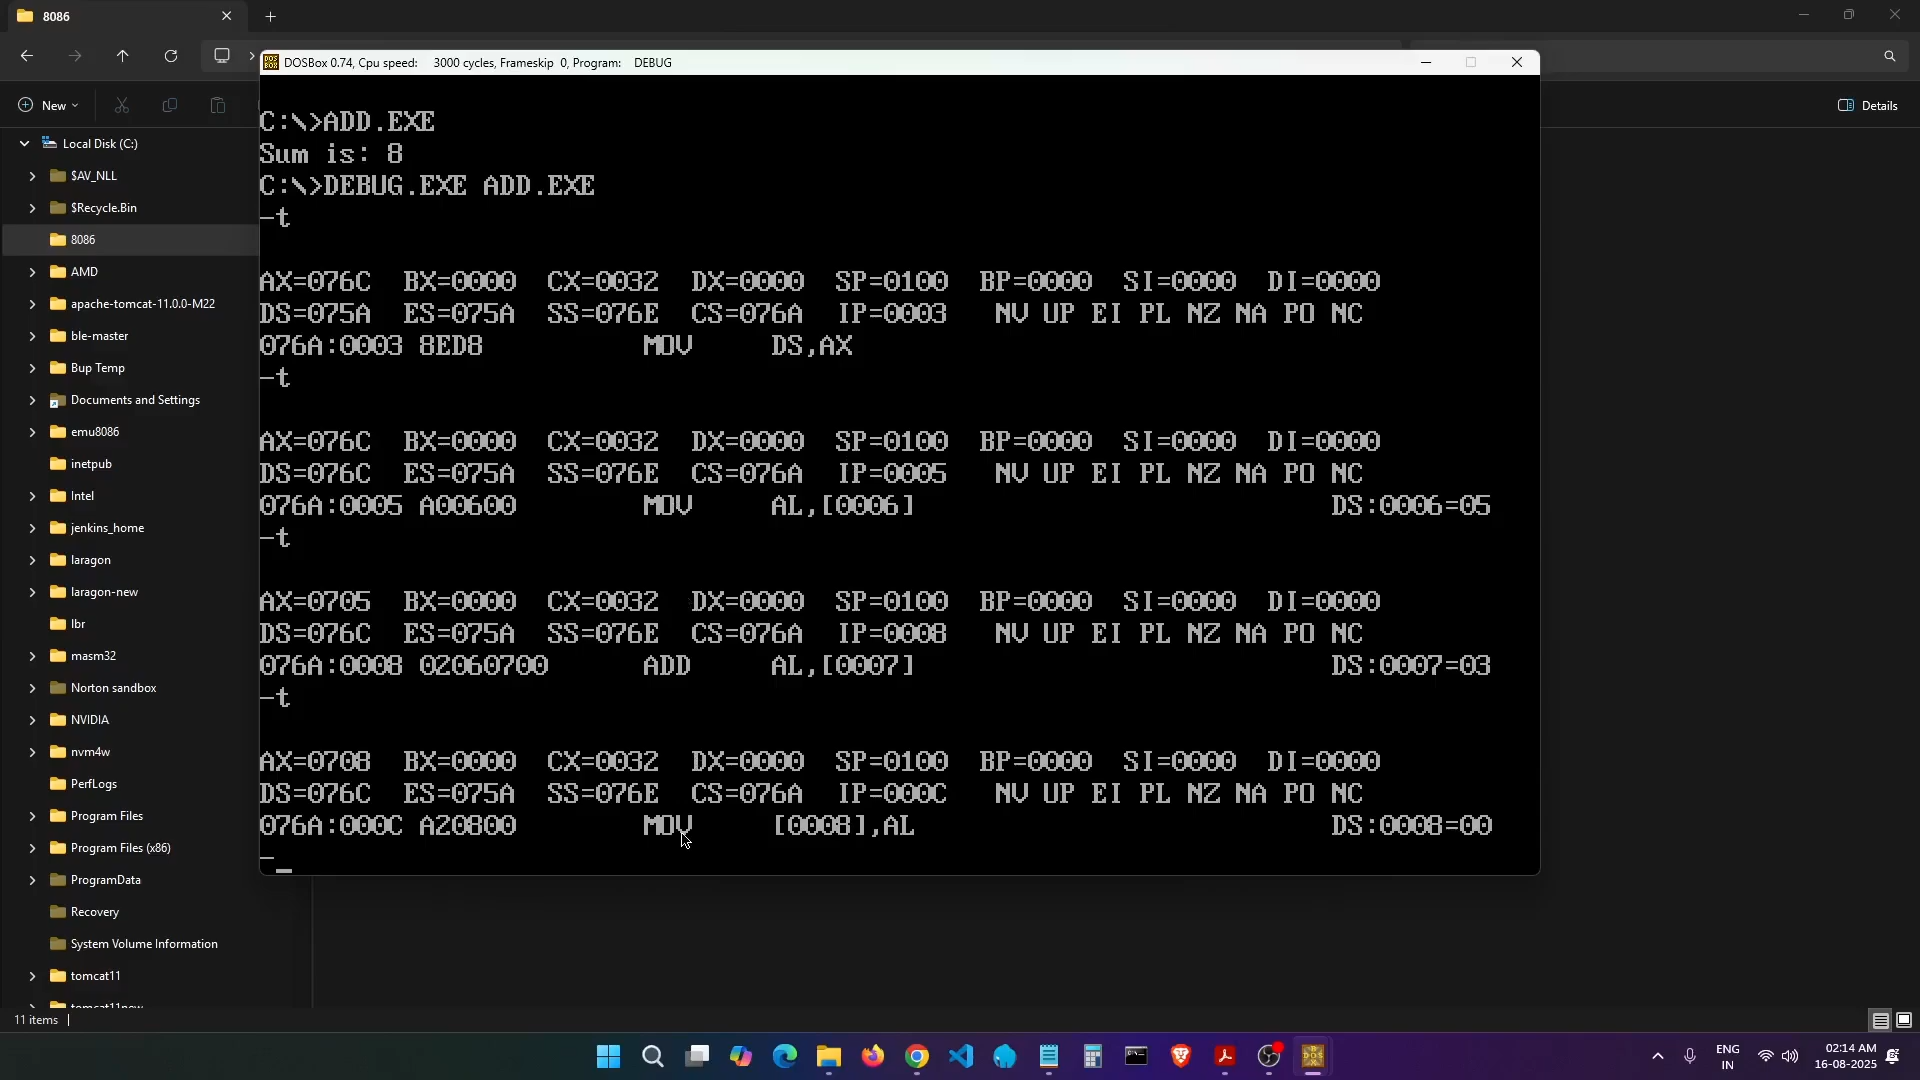 8086
DOSBox 0.74, Cpu speed: 3000 cycles, Frameskip 0, Program: DEBUG
New
Details
Local Disk (C:)
$AV_NLL
$Recycle.Bin
8086
AMD
apache-tomcat-11.0.0-M22
ble-master
Bup Temp
Documents and Settings
emu8086
inetpub
Intel
jenkins_home
laragon
laragon-new
lbr
masm32
Norton sandbox
NVIDIA
nvm4w
PerfLogs
Program Files
Program Files (x86)
ProgramData
Recovery
System Volume Information
tomcat11
tomcat11new
11 items
C:\>ADD.EXE
Sum is: 8
C:\>DEBUG.EXE ADD.EXE
-t
AX=076C BX=0000 CX=0032 DX=0000 SP=0100 BP=0000 SI=0000 DI=0000
DS=075A ES=075A SS=076E CS=076A IP=0003 NV UP EI PL NZ NA PO NC
076A:0003 8ED8 MOV DS,AX
-t
AX=076C BX=0000 CX=0032 DX=0000 SP=0100 BP=0000 SI=0000 DI=0000
DS=076C ES=075A SS=076E CS=076A IP=0005 NV UP EI PL NZ NA PO NC
076A:0005 A00600 MOV AL,[0006] DS:0006=05
-t
AX=0705 BX=0000 CX=0032 DX=0000 SP=0100 BP=0000 SI=0000 DI=0000
DS=076C ES=075A SS=076E CS=076A IP=0008 NV UP EI PL NZ NA PO NC
076A:0008 02060700 ADD AL,[0007] DS:0007=03
-t
AX=0708 BX=0000 CX=0032 DX=0000 SP=0100 BP=0000 SI=0000 DI=0000
DS=076C ES=075A SS=076E CS=076A IP=000C NV UP EI PL NZ NA PO NC
076A:000C A20800 MOV [0008],AL DS:0008=00
-_
ENG
IN
02:14 AM
16-08-2025